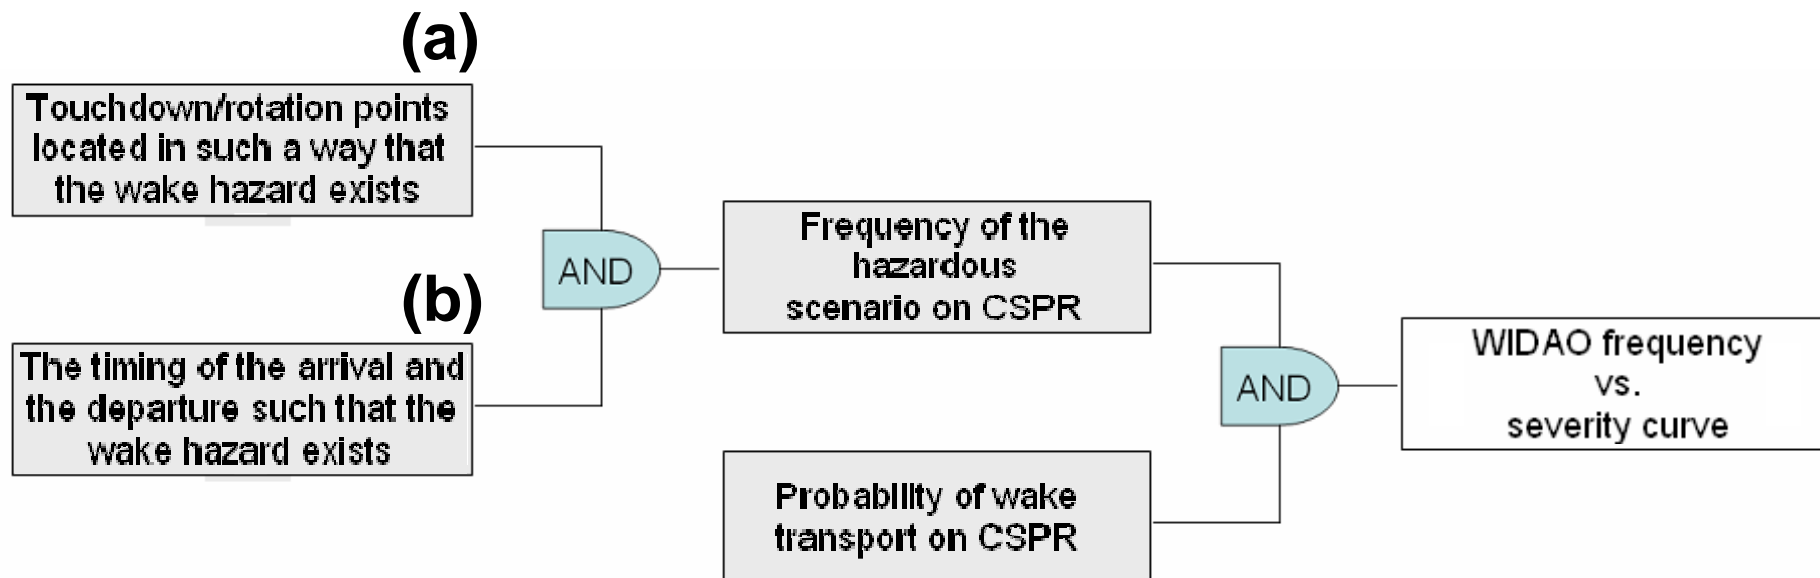 (a)
Touchdown/rotation points
located in such a way that
the wake hazard exists
(b)
The timing of the arrival and
the departure such that the
wake hazard exists
AND
Frequency of the
hazardous
scenario on CSPR
Probability of wake
transport on CSPR
AND
WIDAO frequency
vs.
severity curve